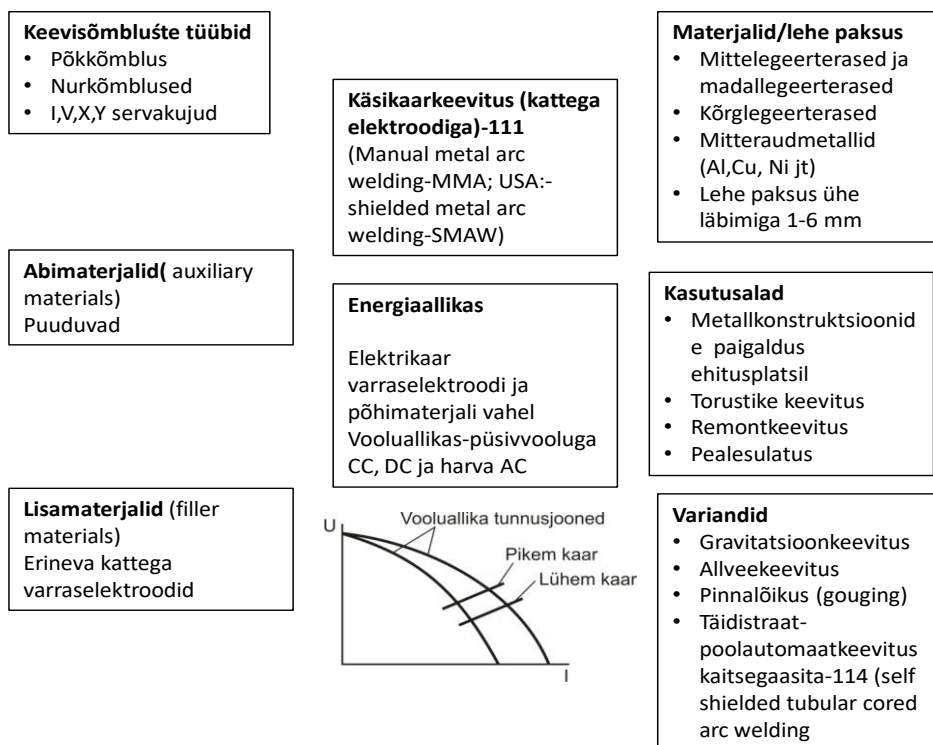 Keevisõmbluśte tüübid
• Põkkõmblus
• Nurkõmblused
• I,V,X,Y servakujud
Abimaterjalid( auxiliary
materials)
Puuduvad
Lisamaterjalid (filler
materials)
Erineva kattega
varraselektroodid
Käsikaarkeevitus (kattega
elektroodiga)-111
(Manual metal arc
welding-MMA; USA:-
shielded metal arc
welding-SMAW)
Energiaallikas
Elektrikaar
varraselektroodi ja
põhimaterjali vahel
Vooluallikas-püsivvooluga
CC, DC ja harva AC
U
Vooluallika tunnusjooned
Pikem kaar
Lühem kaar
I
Materjalid/lehe paksus
• Mittelegeerterased ja
madallegeerterased
• Kõrglegeerterased
• Mitteraudmetallid
(Al,Cu, Ni jt)
• Lehe paksus ühe
läbimiga 1-6 mm
Kasutusalad
• Metallkonstruktsioonid
e paigaldus
ehitusplatsil
• Torustike keevitus
• Remontkeevitus
• Pealesulatus
Variandid
• Gravitatsioonkeevitus
• Allveekeevitus
• Pinnalõikus (gouging)
• Täidistraat-
poolautomaatkeevitus
kaitsegaasita-114 (self
shielded tubular cored
arc welding